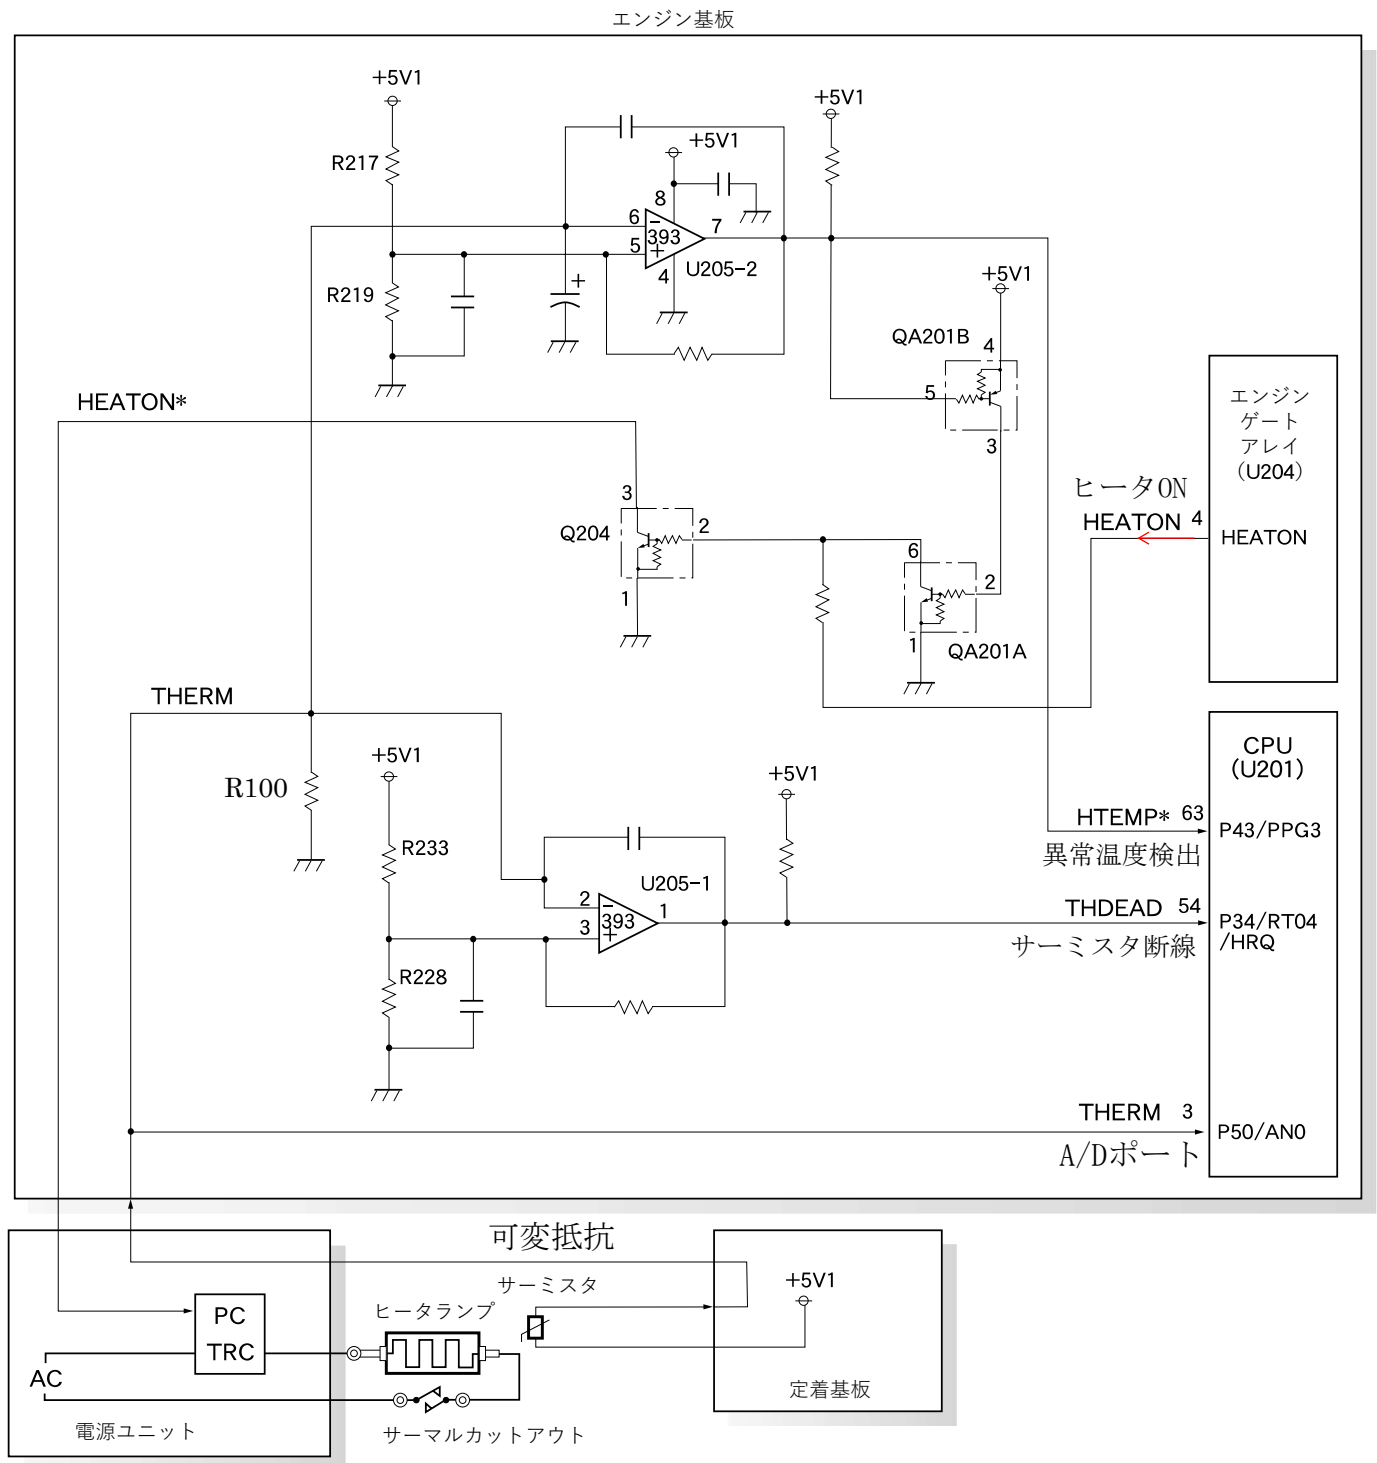 エンジン基板
+5V1
+5V1
+5V1
R217
8
6
7
393
5
U205-2
4
R219
+
+5V1
QA201B
4
5
3
HEATON*
エンジン
ゲート
アレイ
(U204)
ヒータON
HEATON 4
HEATON
3
Q204
2
1
6
2
1
QA201A
THERM
+5V1
R100
+5V1
CPU
(U201)
HTEMP* 63
P43/PPG3
異常温度検出
R233
U205-1
2
1
393
3
THDEAD 54
P34/RT04
/HRQ
サーミスタ断線
R228
THERM 3
P50/AN0
A/Dポート
可変抵抗
サーミスタ
+5V1
PC
TRC
ヒータランプ
AC
定着基板
電源ユニット
サーマルカットアウト